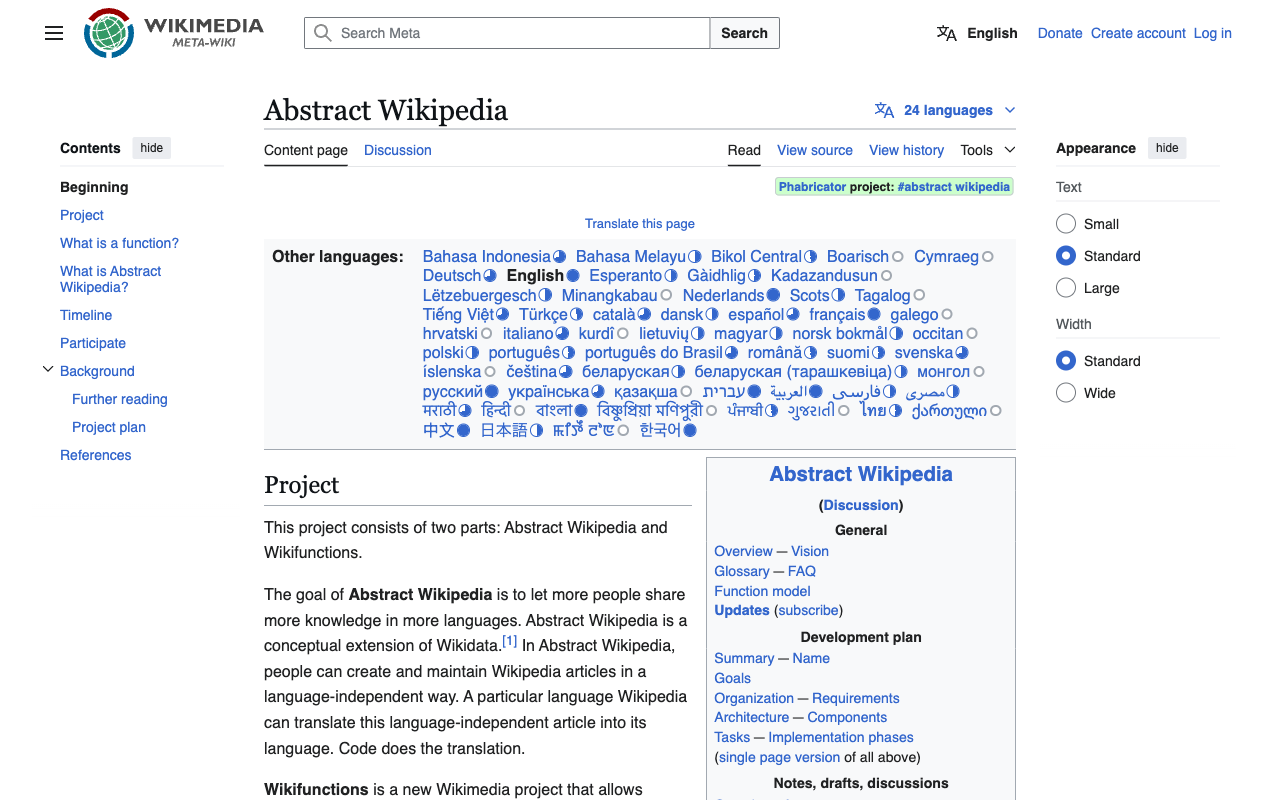 WIKIMEDIA
META-WIKI
Search Meta
Search
English
Donate Create account Log in
Abstract Wikipedia
24 languages
Content page Discussion
Read View source View history Tools
Phabricator project: #abstract wikipedia
Translate this page
Other languages:
Bahasa Indonesia Bahasa Melayu Bikol Central Boarisch Cymraeg
Deutsch English Esperanto Gàidhlig Kadazandusun
Lëtzebuergesch Minangkabau Nederlands Scots Tagalog
Tiếng Việt Türkçe català dansk español français galego
hrvatski italiano kurdî lietuvių magyar norsk bokmål occitan
polski português português do Brasil română suomi svenska
íslenska čeština беларуская беларуская (тарашкевіца) монгол
русский українська қазақша עברית العربية فارسی مصرى
मराठी हिन्दी বাংলা বিষ্ণুপ্রিয়া মণিপুরী ਪੰਜਾਬੀ ગુજરાતી ไทย ქართული
中文 日本語 ꯃꯤꯇꯩ ꯂꯣꯟ 한국어
Contents hide
Beginning
Project
What is a function?
What is Abstract
Wikipedia?
Timeline
Participate
Background
Further reading
Project plan
References
Appearance hide
Text
Small
Standard
Large
Width
Standard
Wide
Project
This project consists of two parts: Abstract Wikipedia and
Wikifunctions.
The goal of Abstract Wikipedia is to let more people share
more knowledge in more languages. Abstract Wikipedia is a
conceptual extension of Wikidata.[1] In Abstract Wikipedia,
people can create and maintain Wikipedia articles in a
language-independent way. A particular language Wikipedia
can translate this language-independent article into its
language. Code does the translation.
Wikifunctions is a new Wikimedia project that allows
Abstract Wikipedia
(Discussion)
General
Overview — Vision
Glossary — FAQ
Function model
Updates (subscribe)
Development plan
Summary — Name
Goals
Organization — Requirements
Architecture — Components
Tasks — Implementation phases
(single page version of all above)
Notes, drafts, discussions